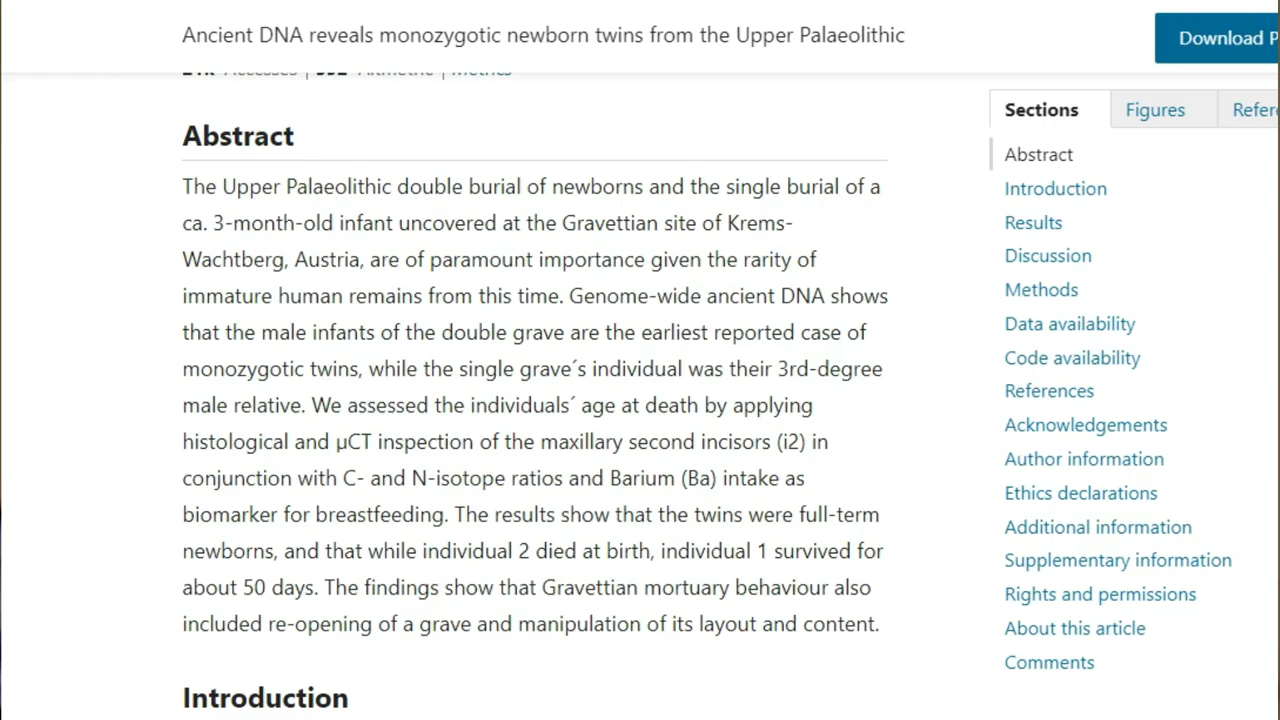 Ancient DNA reveals monozygotic newborn twins from the Upper Palaeolithic
Download P
Accesses | Altmetric | Metrics
Abstract
The Upper Palaeolithic double burial of newborns and the single burial of a
ca. 3-month-old infant uncovered at the Gravettian site of Krems-
Wachtberg, Austria, are of paramount importance given the rarity of
immature human remains from this time. Genome-wide ancient DNA shows
that the male infants of the double grave are the earliest reported case of
monozygotic twins, while the single grave´s individual was their 3rd-degree
male relative. We assessed the individuals´ age at death by applying
histological and µCT inspection of the maxillary second incisors (i2) in
conjunction with C- and N-isotope ratios and Barium (Ba) intake as
biomarker for breastfeeding. The results show that the twins were full-term
newborns, and that while individual 2 died at birth, individual 1 survived for
about 50 days. The findings show that Gravettian mortuary behaviour also
included re-opening of a grave and manipulation of its layout and content.
Introduction
Sections
Figures
Refer
Abstract
Introduction
Results
Discussion
Methods
Data availability
Code availability
References
Acknowledgements
Author information
Ethics declarations
Additional information
Supplementary information
Rights and permissions
About this article
Comments